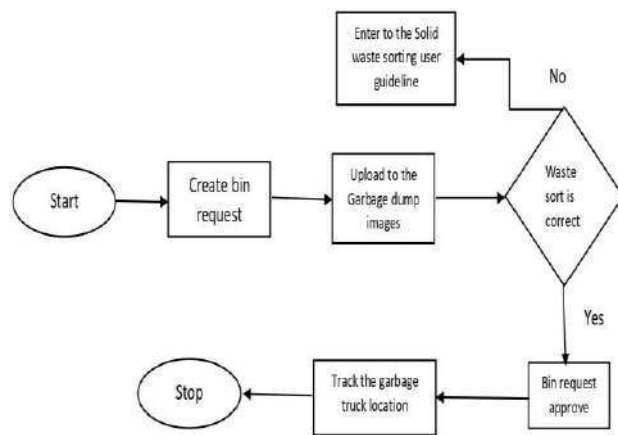 Enter to the Solid
waste sorting user
guideline
No
Start
Create bin
request
Upload to the
Garbage dump
images
Waste
sort is
correct
Yes
Stop
Track the garbage
truck location
Bin request
approve